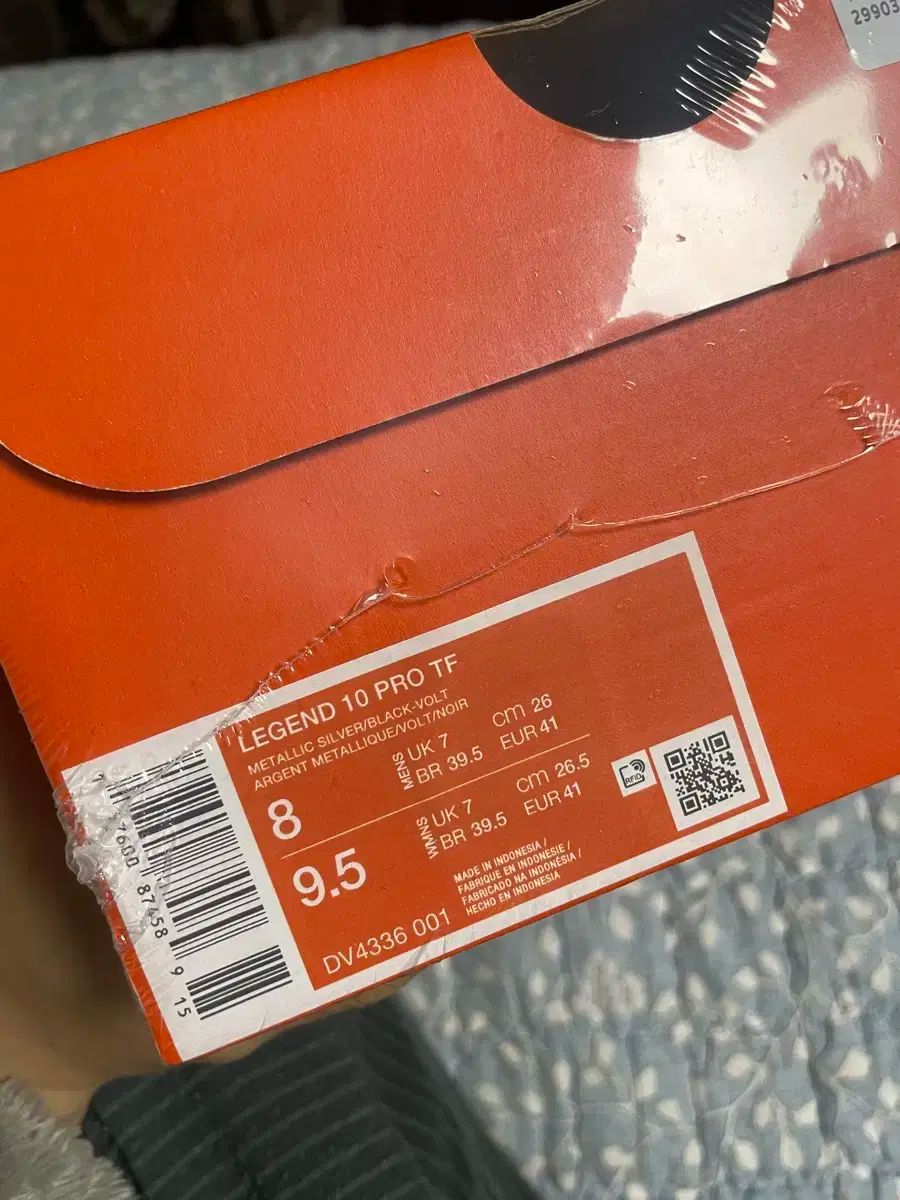 29903
LEGEND 10 PRO TF
METALLIC SILVER/BLACK-VOLT
ARGENT METALLIQUE/VOLT/NOIR
8
MENS
UK 7
cm 26
BR 39.5
EUR 41
9.5
WMNS
UK 7
cm 26.5
BR 39.5
EUR 41
RFID
MADE IN INDONESIA /
FABRIQUE EN INDONESIE /
FABRICADO NA INDONÉSIA /
HECHO EN INDONESIA
DV4336 001
87458
9
15